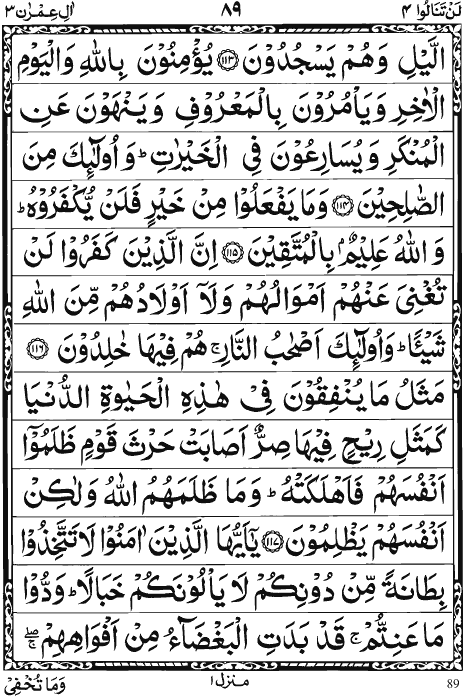 لَنْ تَنَالُوا ٤ ٨٩ اٰلِ عِمْرٰن ٣
الَّيْلِ وَهُمْ يَسْجُدُوْنَ ﴿١١٣﴾ يُؤْمِنُوْنَ بِاللّٰهِ وَالْيَوْمِ
الْاٰخِرِ وَيَاْمُرُوْنَ بِالْمَعْرُوْفِ وَيَنْهَوْنَ عَنِ
الْمُنْكَرِ وَيُسَارِعُوْنَ فِي الْخَيْرٰتِ ؕ وَاُولٰٓئِكَ مِنَ
الصّٰلِحِيْنَ ﴿١١٤﴾ وَمَا يَفْعَلُوْا مِنْ خَيْرٍ فَلَنْ يُّكْفَرُوْهُ ؕ
وَاللّٰهُ عَلِيْمٌۢ بِالْمُتَّقِيْنَ ﴿١١٥﴾ اِنَّ الَّذِيْنَ كَفَرُوْا لَنْ
تُغْنِيَ عَنْهُمْ اَمْوَالُهُمْ وَلَآ اَوْلَادُهُمْ مِّنَ اللّٰهِ
شَيْـًٔا ؕ وَاُولٰٓئِكَ اَصْحٰبُ النَّارِ ۚ هُمْ فِيْهَا خٰلِدُوْنَ ﴿١١٦﴾
مَثَلُ مَا يُنْفِقُوْنَ فِيْ هٰذِهِ الْحَيٰوةِ الدُّنْيَا
كَمَثَلِ رِيْحٍ فِيْهَا صِرٌّ اَصَابَتْ حَرْثَ قَوْمٍ ظَلَمُوْٓا
اَنْفُسَهُمْ فَاَهْلَكَتْهُ ؕ وَمَا ظَلَمَهُمُ اللّٰهُ وَلٰكِنْ
اَنْفُسَهُمْ يَظْلِمُوْنَ ﴿١١٧﴾ يٰٓاَيُّهَا الَّذِيْنَ اٰمَنُوْا لَا تَتَّخِذُوْا
بِطَانَةً مِّنْ دُوْنِكُمْ لَا يَاْلُوْنَكُمْ خَبَالًا ؕ وَدُّوْا
مَا عَنِتُّمْ ۚ قَدْ بَدَتِ الْبَغْضَآءُ مِنْ اَفْوَاهِهِمْ ۖۚ
وَمَا تُخْفِيْ منزل ١ 89